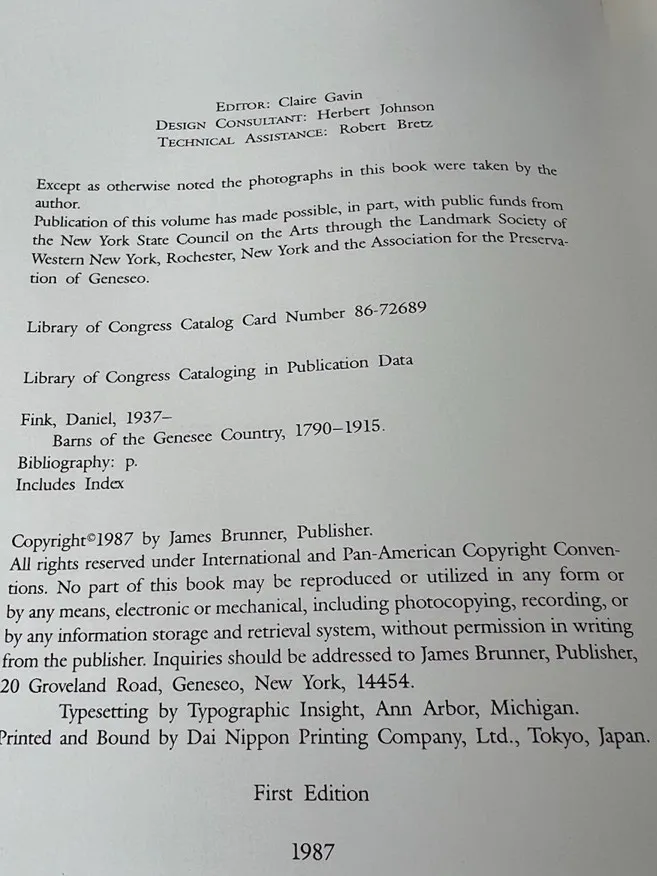 EDITOR: Claire Gavin
DESIGN CONSULTANT: Herbert Johnson
TECHNICAL ASSISTANCE: Robert Bretz
Except as otherwise noted the photographs in this book were taken by the
author.
Publication of this volume has made possible, in part, with public funds from
the New York State Council on the Arts through the Landmark Society of
Western New York, Rochester, New York and the Association for the Preserva-
tion of Geneseo.
Library of Congress Catalog Card Number 86-72689
Library of Congress Cataloging in Publication Data
Fink, Daniel, 1937–
Barns of the Genesee Country, 1790–1915.
Bibliography: p.
Includes Index
Copyright©1987 by James Brunner, Publisher.
All rights reserved under International and Pan-American Copyright Conven-
tions. No part of this book may be reproduced or utilized in any form or
by any means, electronic or mechanical, including photocopying, recording, or
by any information storage and retrieval system, without permission in writing
from the publisher. Inquiries should be addressed to James Brunner, Publisher,
20 Groveland Road, Geneseo, New York, 14454.
Typesetting by Typographic Insight, Ann Arbor, Michigan.
Printed and Bound by Dai Nippon Printing Company, Ltd., Tokyo, Japan.
First Edition
1987